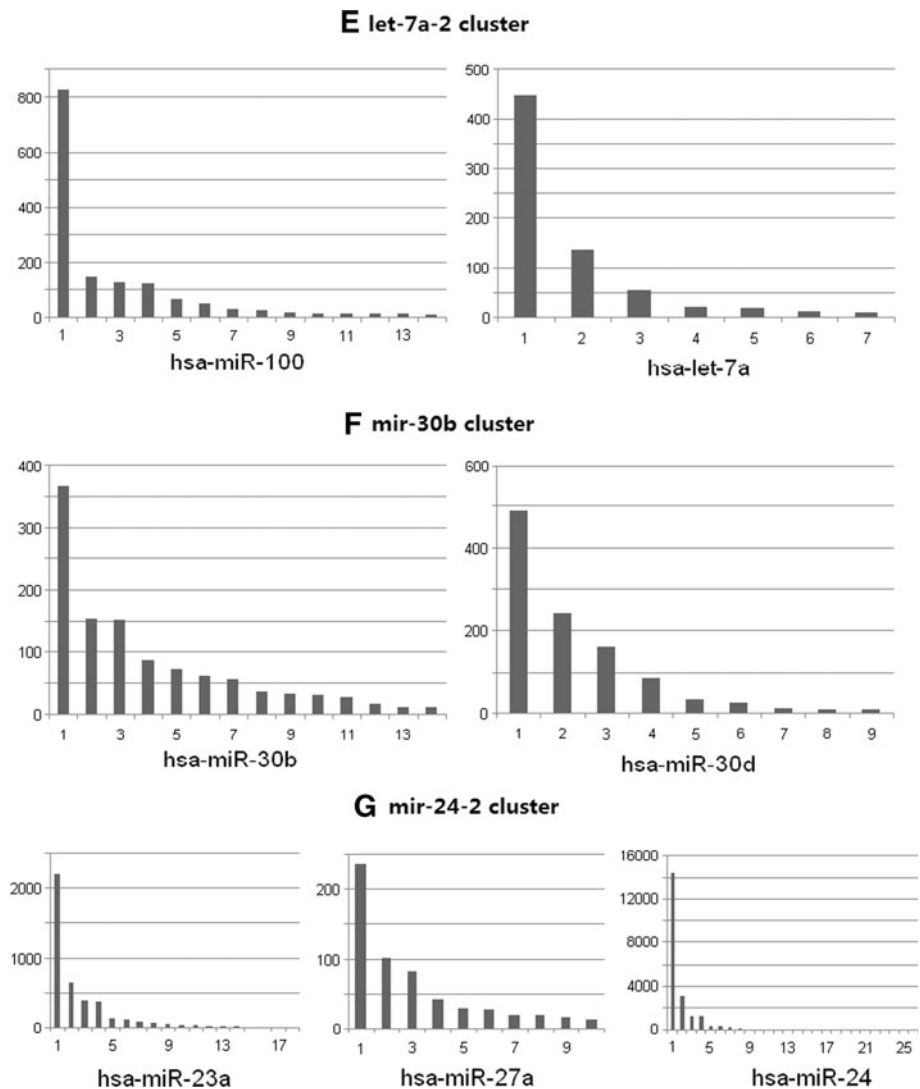 E let-7a-2 cluster
800
600
400
200
0
1 3 5 7 9 11 13
hsa-miR-100
500
400
300
200
100
0
1 2 3 4 5 6 7
hsa-let-7a
F mir-30b cluster
400
300
200
100
0
1 3 5 7 9 11 13
hsa-miR-30b
600
400
200
0
1 2 3 4 5 6 7 8 9
hsa-miR-30d
G mir-24-2 cluster
2000
1000
0
1 5 9 13 17
hsa-miR-23a
200
100
0
1 3 5 7 9
hsa-miR-27a
16000
12000
8000
4000
0
1 5 9 13 17 21 25
hsa-miR-24